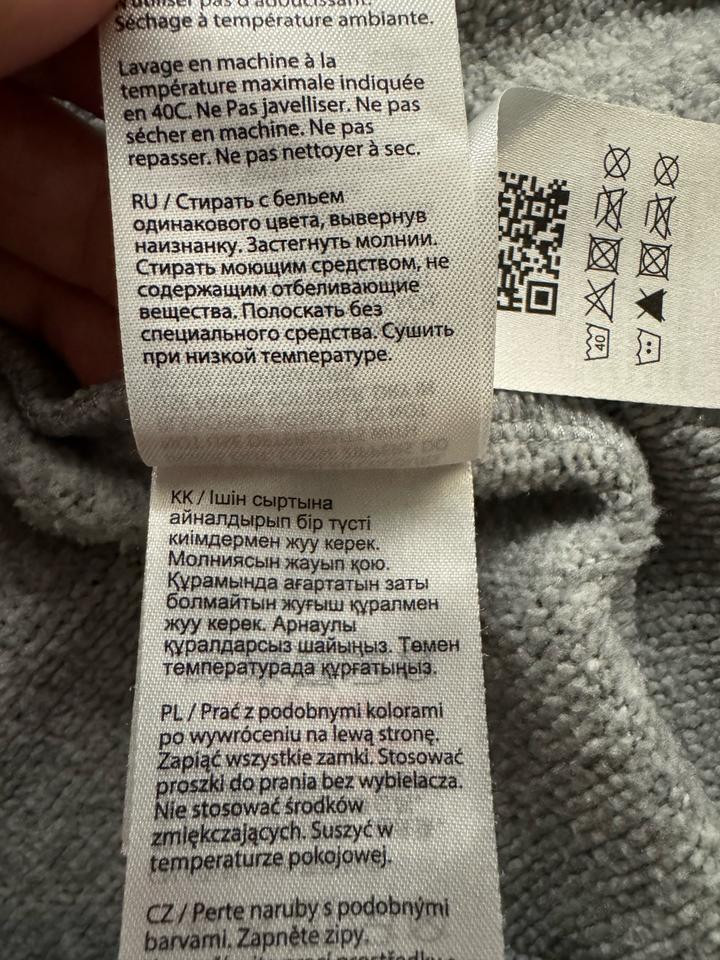 N'utiliser pas d'adoucissant.
Séchage à température ambiante.
Lavage en machine à la
température maximale indiquée
en 40C. Ne Pas javelliser. Ne pas
sécher en machine. Ne pas
repasser. Ne pas nettoyer à sec.
RU / Стирать с бельем
одинакового цвета, вывернув
наизнанку. Застегнуть молнии.
Стирать моющим средством, не
содержащим отбеливающие
вещества. Полоскать без
специального средства. Сушить
при низкой температуре.
KK / Ішін сыртына
айналдырып бір түсті
киімдермен жуу керек.
Молниясын жауып қою.
Құрамында ағартатын заты
болмайтын жуғыш құралмен
жуу керек. Арнаулы
құралдарсыз шайыңыз. Төмен
температурада құрғатыңыз.
PL / Prać z podobnymi kolorami
po wywróceniu na lewą stronę.
Zapiąć wszystkie zamki. Stosować
proszki do prania bez wybielacza.
Nie stosować środków
zmiękczających. Suszyć w
temperaturze pokojowej.
CZ / Perte naruby s podobnými
barvami. Zapněte zipy.
40